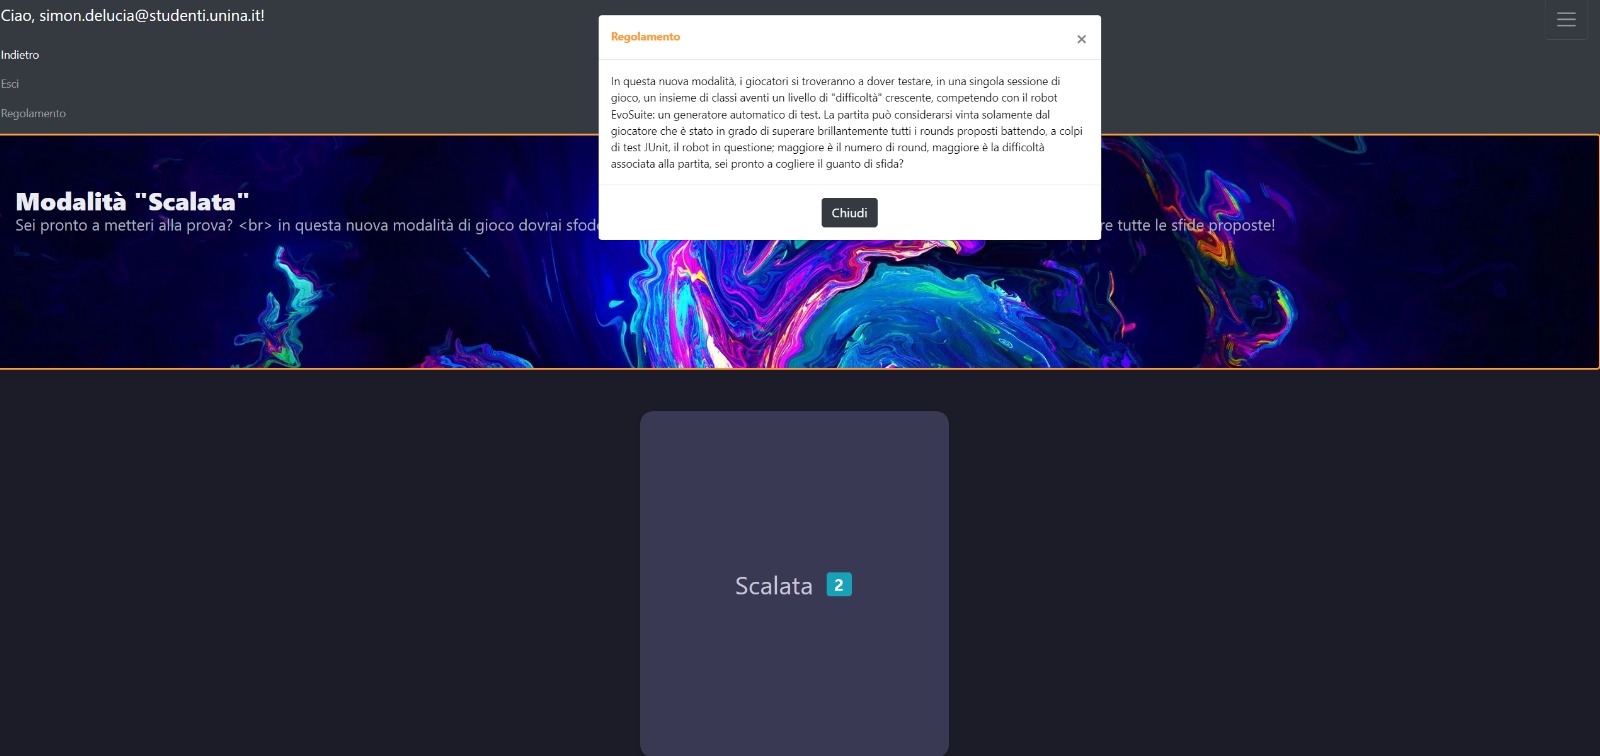 Ciao, simon.delucia@studenti.unina.it!
Indietro
Esci
Regolamento
Regolamento
×
In questa nuova modalità, i giocatori si troveranno a dover testare, in una singola sessione di
gioco, un insieme di classi aventi un livello di "difficoltà" crescente, competendo con il robot
EvoSuite: un generatore automatico di test. La partita può considerarsi vinta solamente dal
giocatore che è stato in grado di superare brillantemente tutti i rounds proposti battendo, a colpi
di test JUnit, il robot in questione; maggiore è il numero di round, maggiore è la difficoltà
associata alla partita, sei pronto a cogliere il guanto di sfida?
Chiudi
Modalità "Scalata"
Sei pronto a metteri alla prova? <br> in questa nuova modalità di gioco dovrai tutte le sfide proposte!
Scalata 2